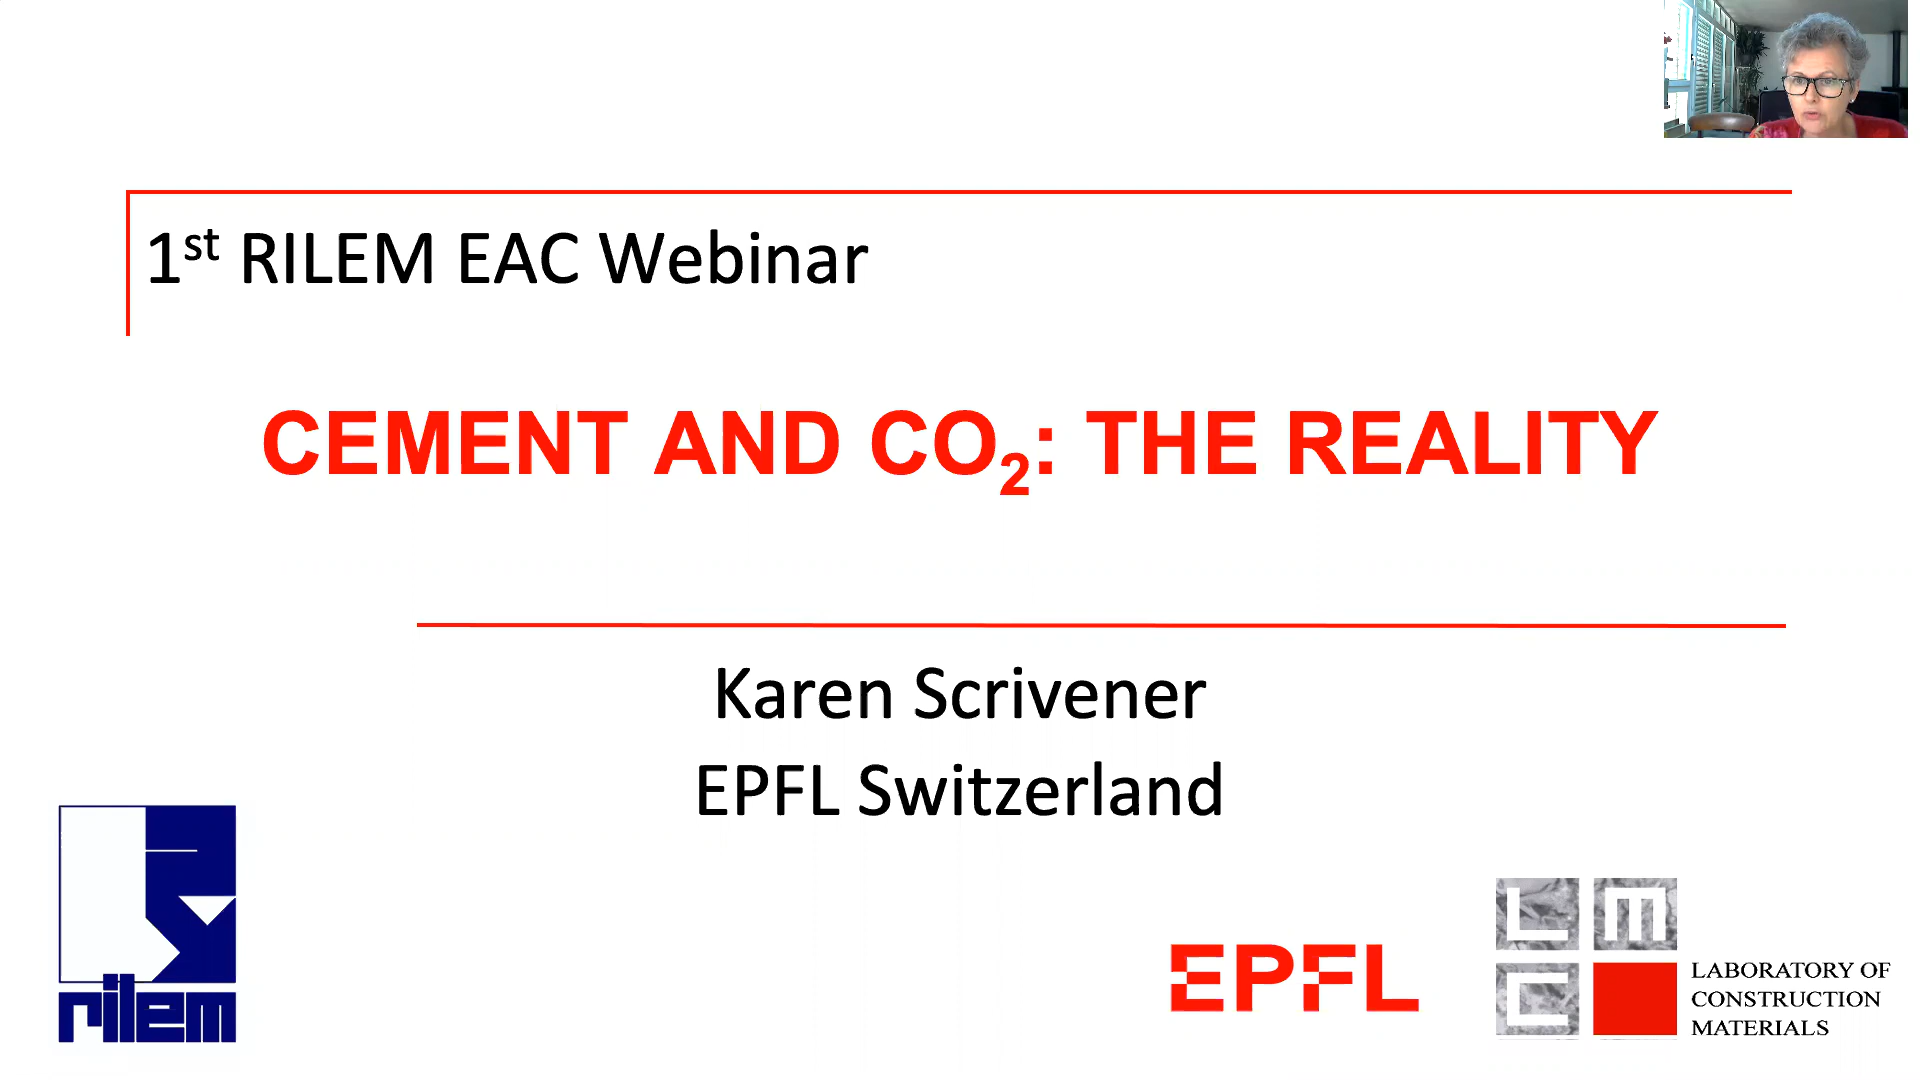 1st RILEM EAC Webinar
CEMENT AND CO₂: THE REALITY
Karen Scrivener
EPFL Switzerland
rilem
EPFL
LMC
LABORATORY OF
CONSTRUCTION
MATERIALS